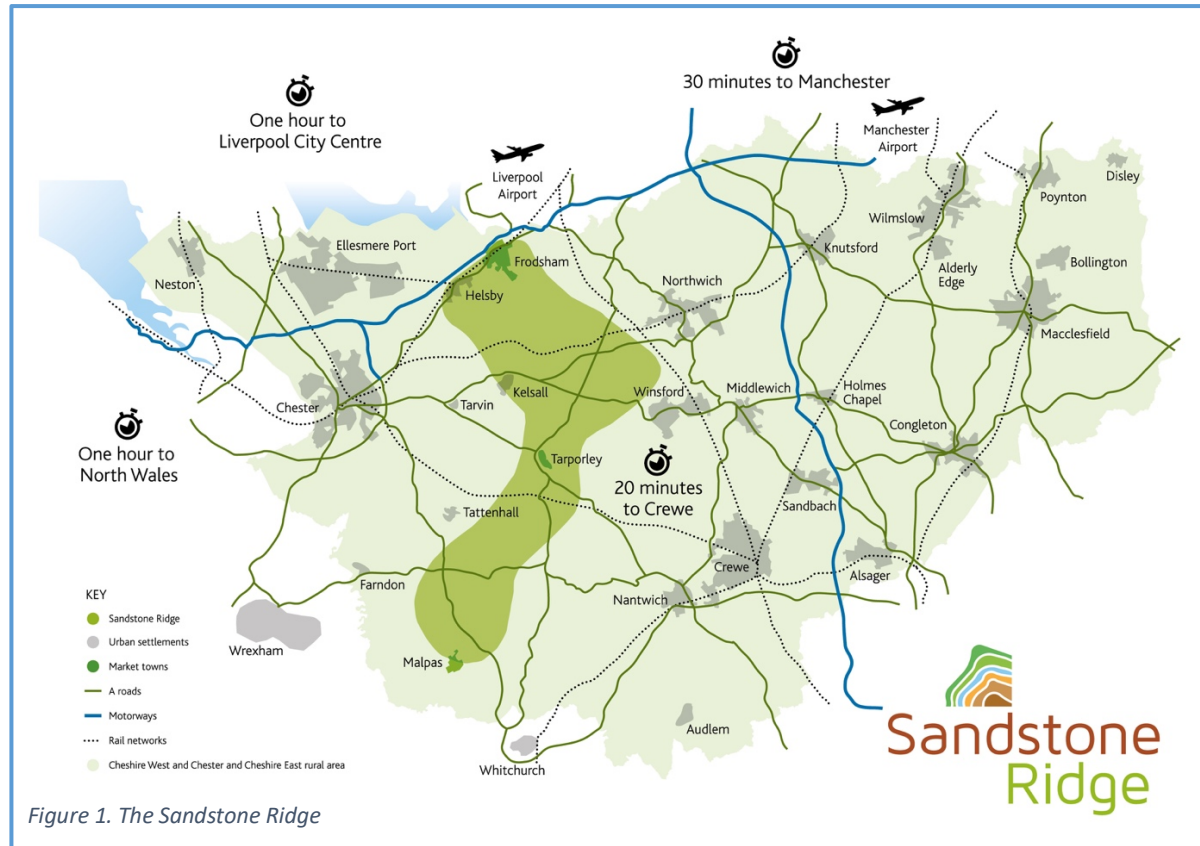 30 minutes to Manchester
One hour to
Liverpool City Centre
Manchester
Airport
Liverpool
Airport
Disley
Poynton
Wilmslow
Ellesmere Port
Knutsford
Frodsham
Bollington
Alderly
Edge
Neston
Helsby
Northwich
Macclesfield
Kelsall
Winsford
Middlewich
Holmes
Chapel
Chester
Tarvin
Congleton
One hour to
North Wales
Tarporley
20 minutes
to Crewe
Sandbach
Tattenhall
Crewe
Alsager
Farndon
Nantwich
KEY
Sandstone Ridge
Urban settlements
Market towns
A roads
Motorways
Rail networks
Cheshire West and Chester and Cheshire East rural area
Wrexham
Malpas
Audlem
Whitchurch
Sandstone
Ridge
Figure 1. The Sandstone Ridge